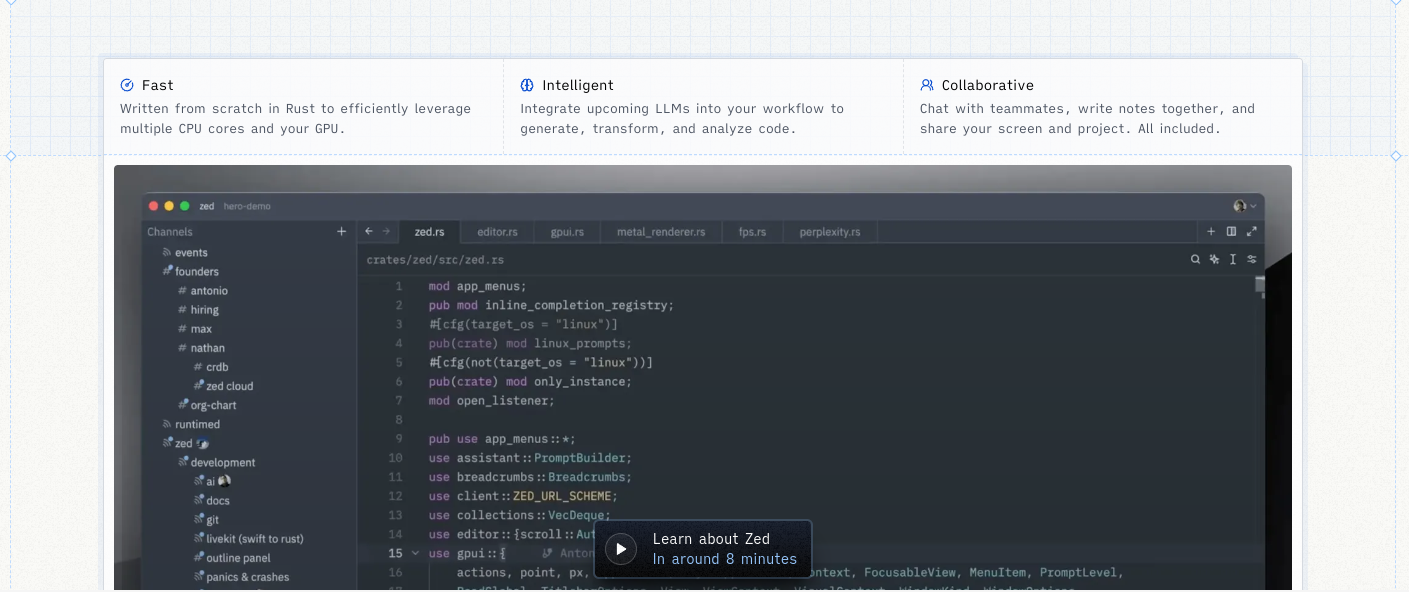 Fast
Written from scratch in Rust to efficiently leverage
multiple CPU cores and your GPU.
Intelligent
Integrate upcoming LLMs into your workflow to
generate, transform, and analyze code.
Collaborative
Chat with teammates, write notes together, and
share your screen and project. All included.
zed hero-demo
Channels
events
# founders
# antonio
# hiring
# max
# nathan
# crdb
# zed cloud
# org-chart
runtimed
zed
development
ai
docs
git
livekit (swift to rust)
# outline panel
panics & crashes
zed.rs editor.rs gpui.rs metal_renderer.rs fps.rs perplexity.rs
crates/zed/src/zed.rs
1 mod app_menus;
2 pub mod inline_completion_registry;
3 #[cfg(target_os = "linux")]
4 pub(crate) mod linux_prompts;
5 #[cfg(not(target_os = "linux"))]
6 pub(crate) mod only_instance;
7 mod open_listener;
8
9 pub use app_menus::*;
10 use assistant::PromptBuilder;
11 use breadcrumbs::Breadcrumbs;
12 use client::ZED_URL_SCHEME;
13 use collections::VecDeque;
14 use editor::{scroll::Aut
15 use gpui::{ Anton
16 actions, point, px, ontext, FocusableView, MenuItem, PromptLevel,
Learn about Zed
In around 8 minutes